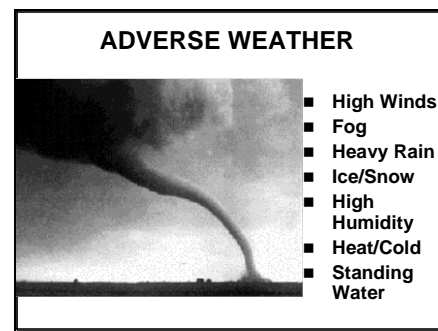 ADVERSE WEATHER
■ High Winds
■ Fog
■ Heavy Rain
■ Ice/Snow
■ High
Humidity
■ Heat/Cold
■ Standing
Water